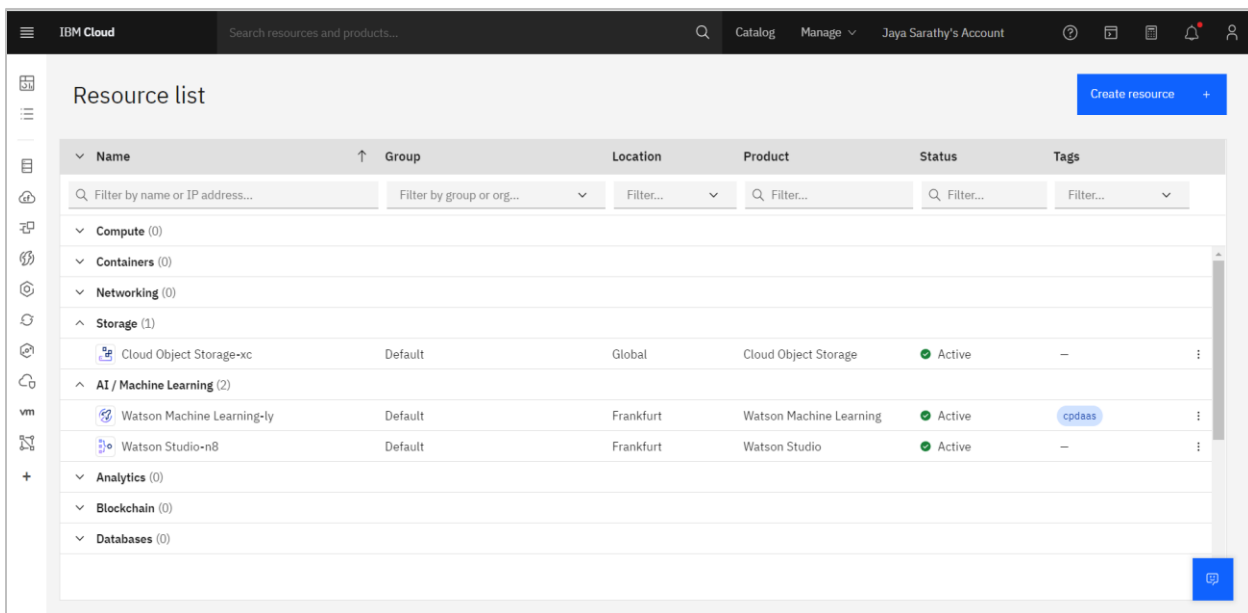 IBM Cloud Search resources and products... Catalog Manage Jaya Sarathy's Account
Resource list
Create resource +
Name Group Location Product Status Tags
Filter by name or IP address... Filter by group or org... Filter... Filter... Filter... Filter...
Compute (0)
Containers (0)
Networking (0)
Storage (1)
Cloud Object Storage-xc Default Global Cloud Object Storage Active –
AI / Machine Learning (2)
Watson Machine Learning-ly Default Frankfurt Watson Machine Learning Active cpdaas
vm
Watson Studio-n8 Default Frankfurt Watson Studio Active –
Analytics (0)
Blockchain (0)
Databases (0)